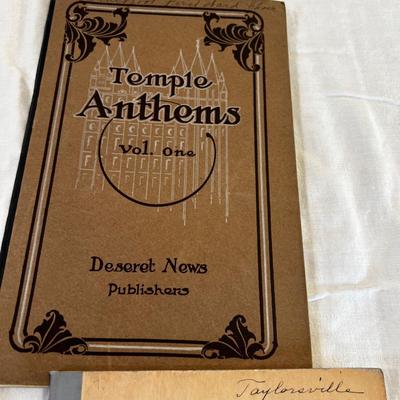 Temple
Anthems
Vol. One
Deseret News
Publishers
Taylorsville